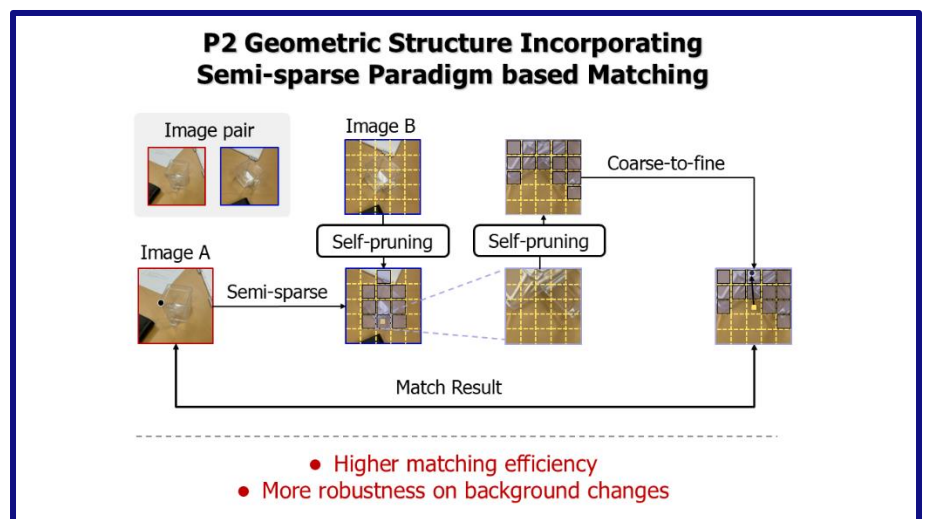 P2 Geometric Structure Incorporating
Semi-sparse Paradigm based Matching
Image pair
Image B
Coarse-to-fine
Self-pruning
Self-pruning
Image A
Semi-sparse
Match Result
● Higher matching efficiency
● More robustness on background changes